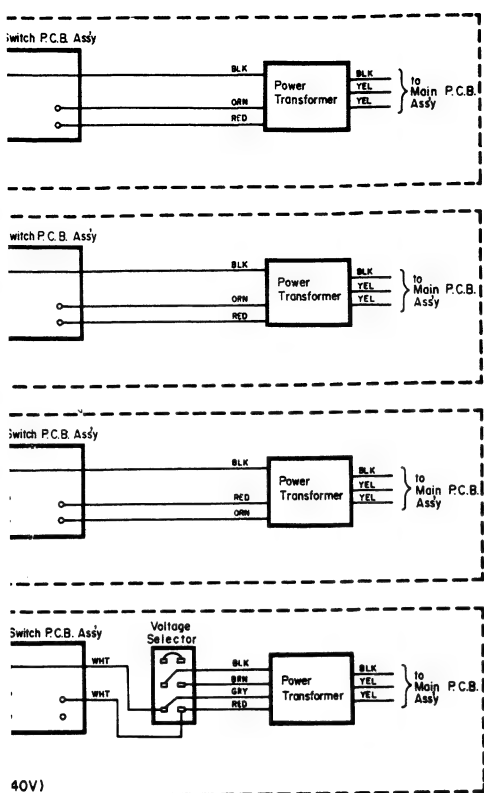 Switch P.C.B. Ass'y
BLK
ORN
RED
Power
Transformer
BLK
YEL
YEL
to
Main P.C.B.
Ass'y
witch P.C.B. Ass'y
BLK
ORN
RED
Power
Transformer
BLK
YEL
YEL
to
Main P.C.B.
Ass'y
Switch P.C.B. Ass'y
BLK
RED
ORN
Power
Transformer
BLK
YEL
YEL
to
Main P.C.B.
Ass'y
Switch P.C.B. Ass'y
WHT
WHT
Voltage
Selector
BLK
BRN
GRY
RED
Power
Transformer
BLK
YEL
YEL
to
Main P.C.B.
Ass'y
40V)